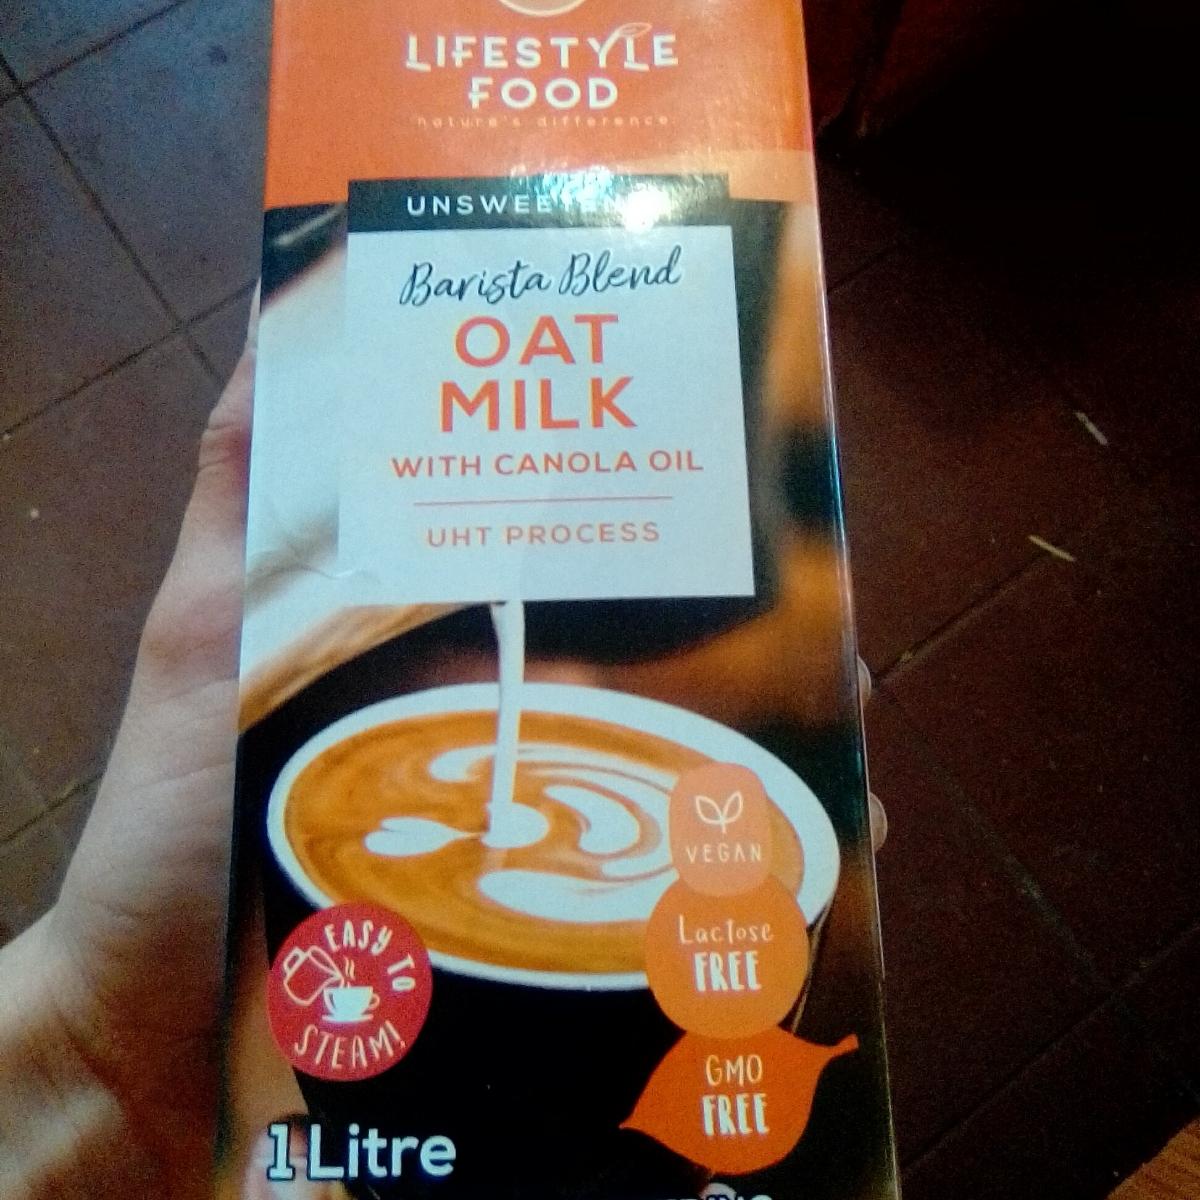 LIFESTYLE
FOOD
nature's difference.
UNSWEETENED
Barista Blend
OAT
MILK
WITH CANOLA OIL
UHT PROCESS
VEGAN
Lactose
FREE
EASY TO
STEAM!
GMO
FREE
1 Litre